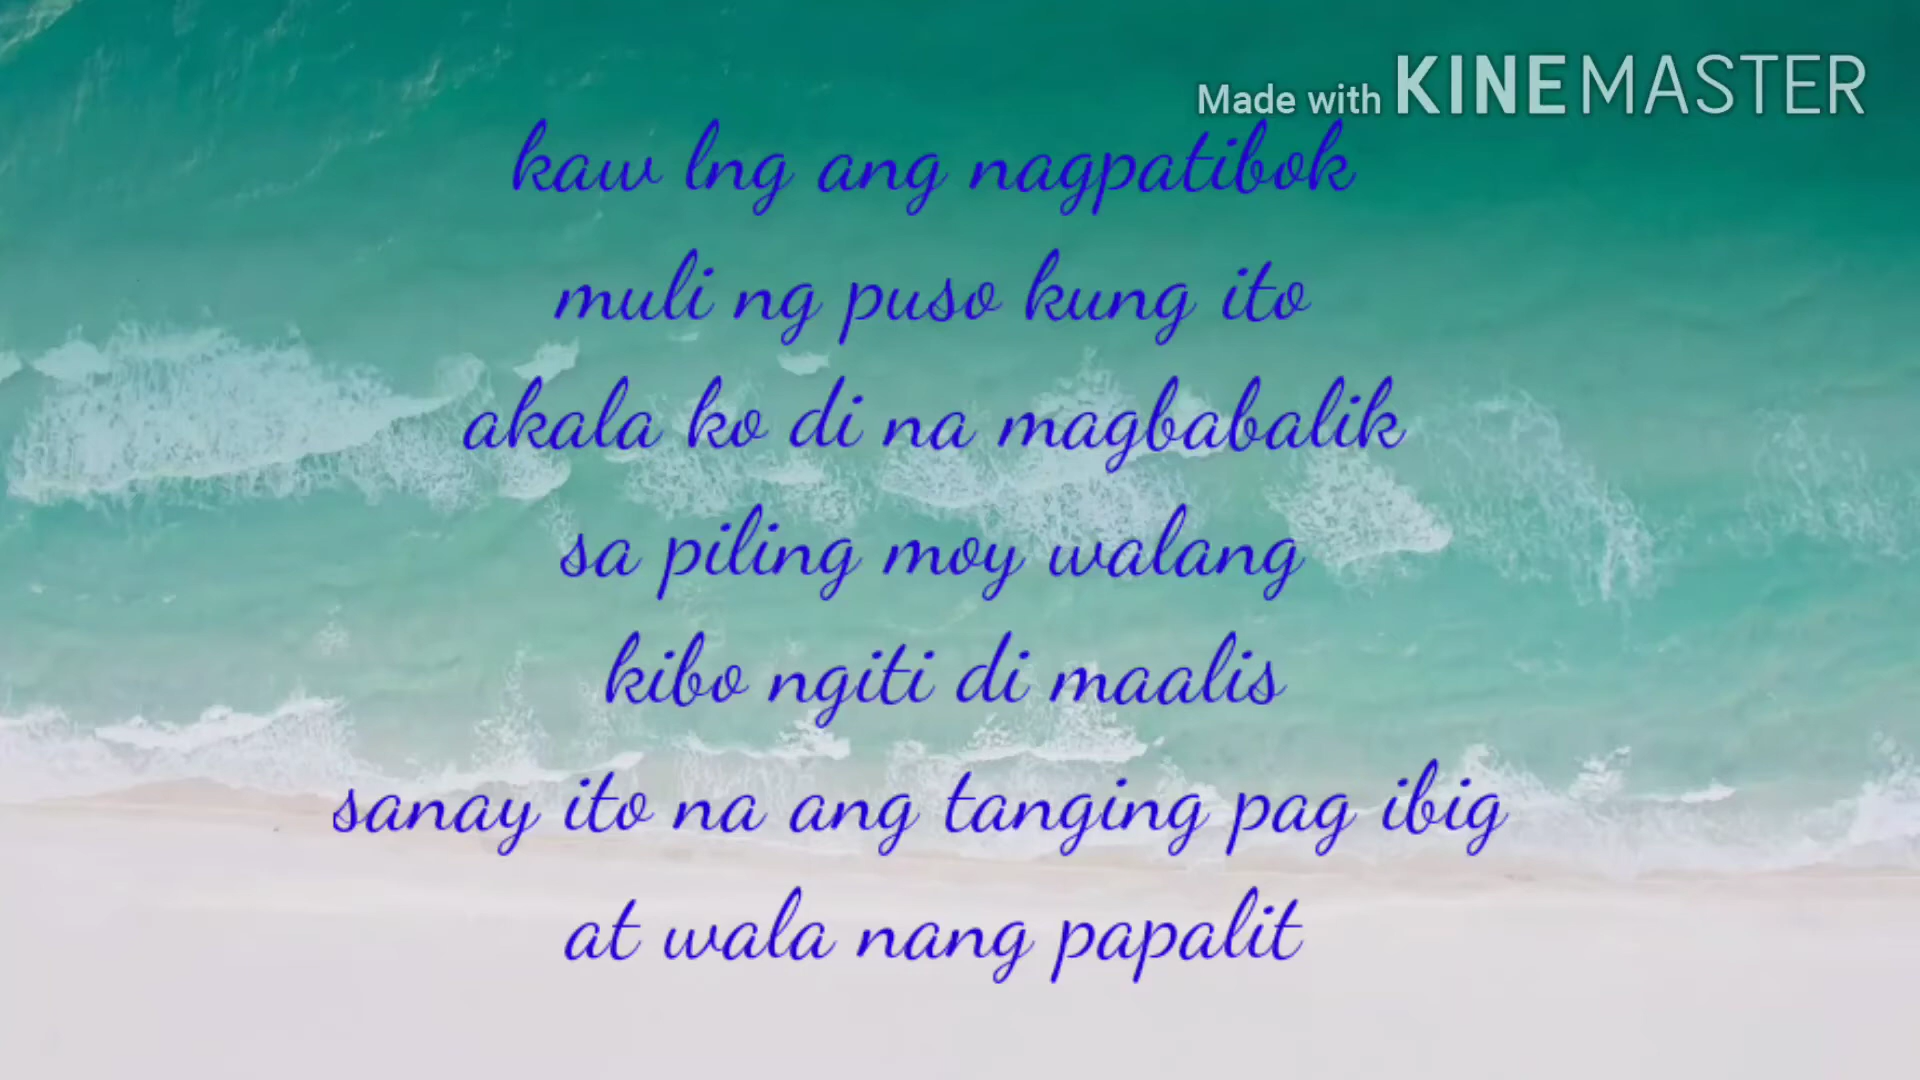 Made with KINEMASTER
kaw lng ang nagpatibok
muli ng puso kung ito
akala ko di na magbabalik
sa piling moy walang
kibo ngiti di maalis
sanay ito na ang tanging pag ibig
at wala nang papalit